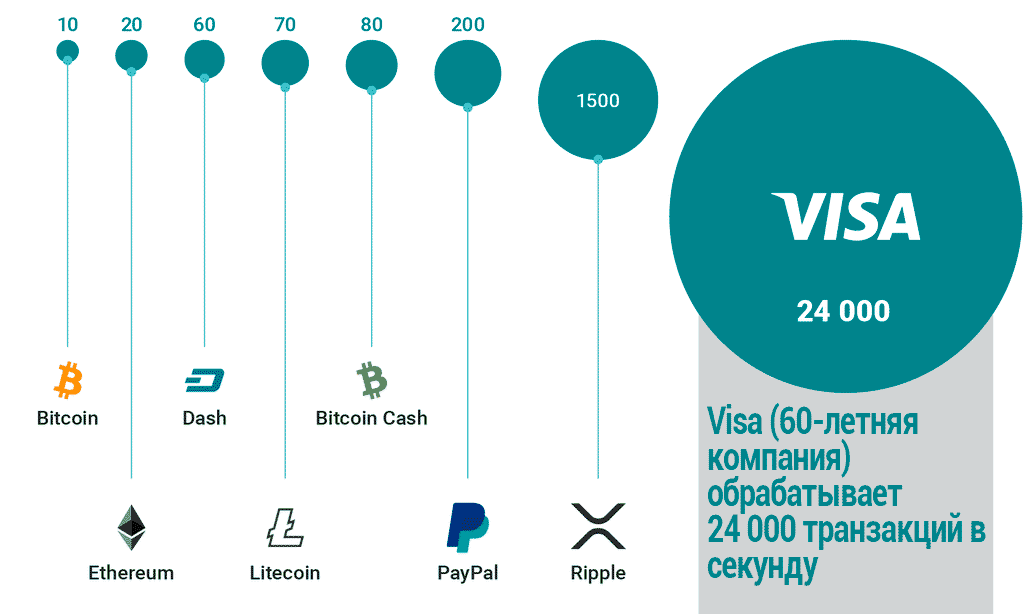 10
20
60
70
80
200
1500
VISA
24 000
Bitcoin
Dash
Bitcoin Cash
Ethereum
Litecoin
PayPal
Ripple
Visa (60-летняя
компания)
обрабатывает
24 000 транзакций в
секунду